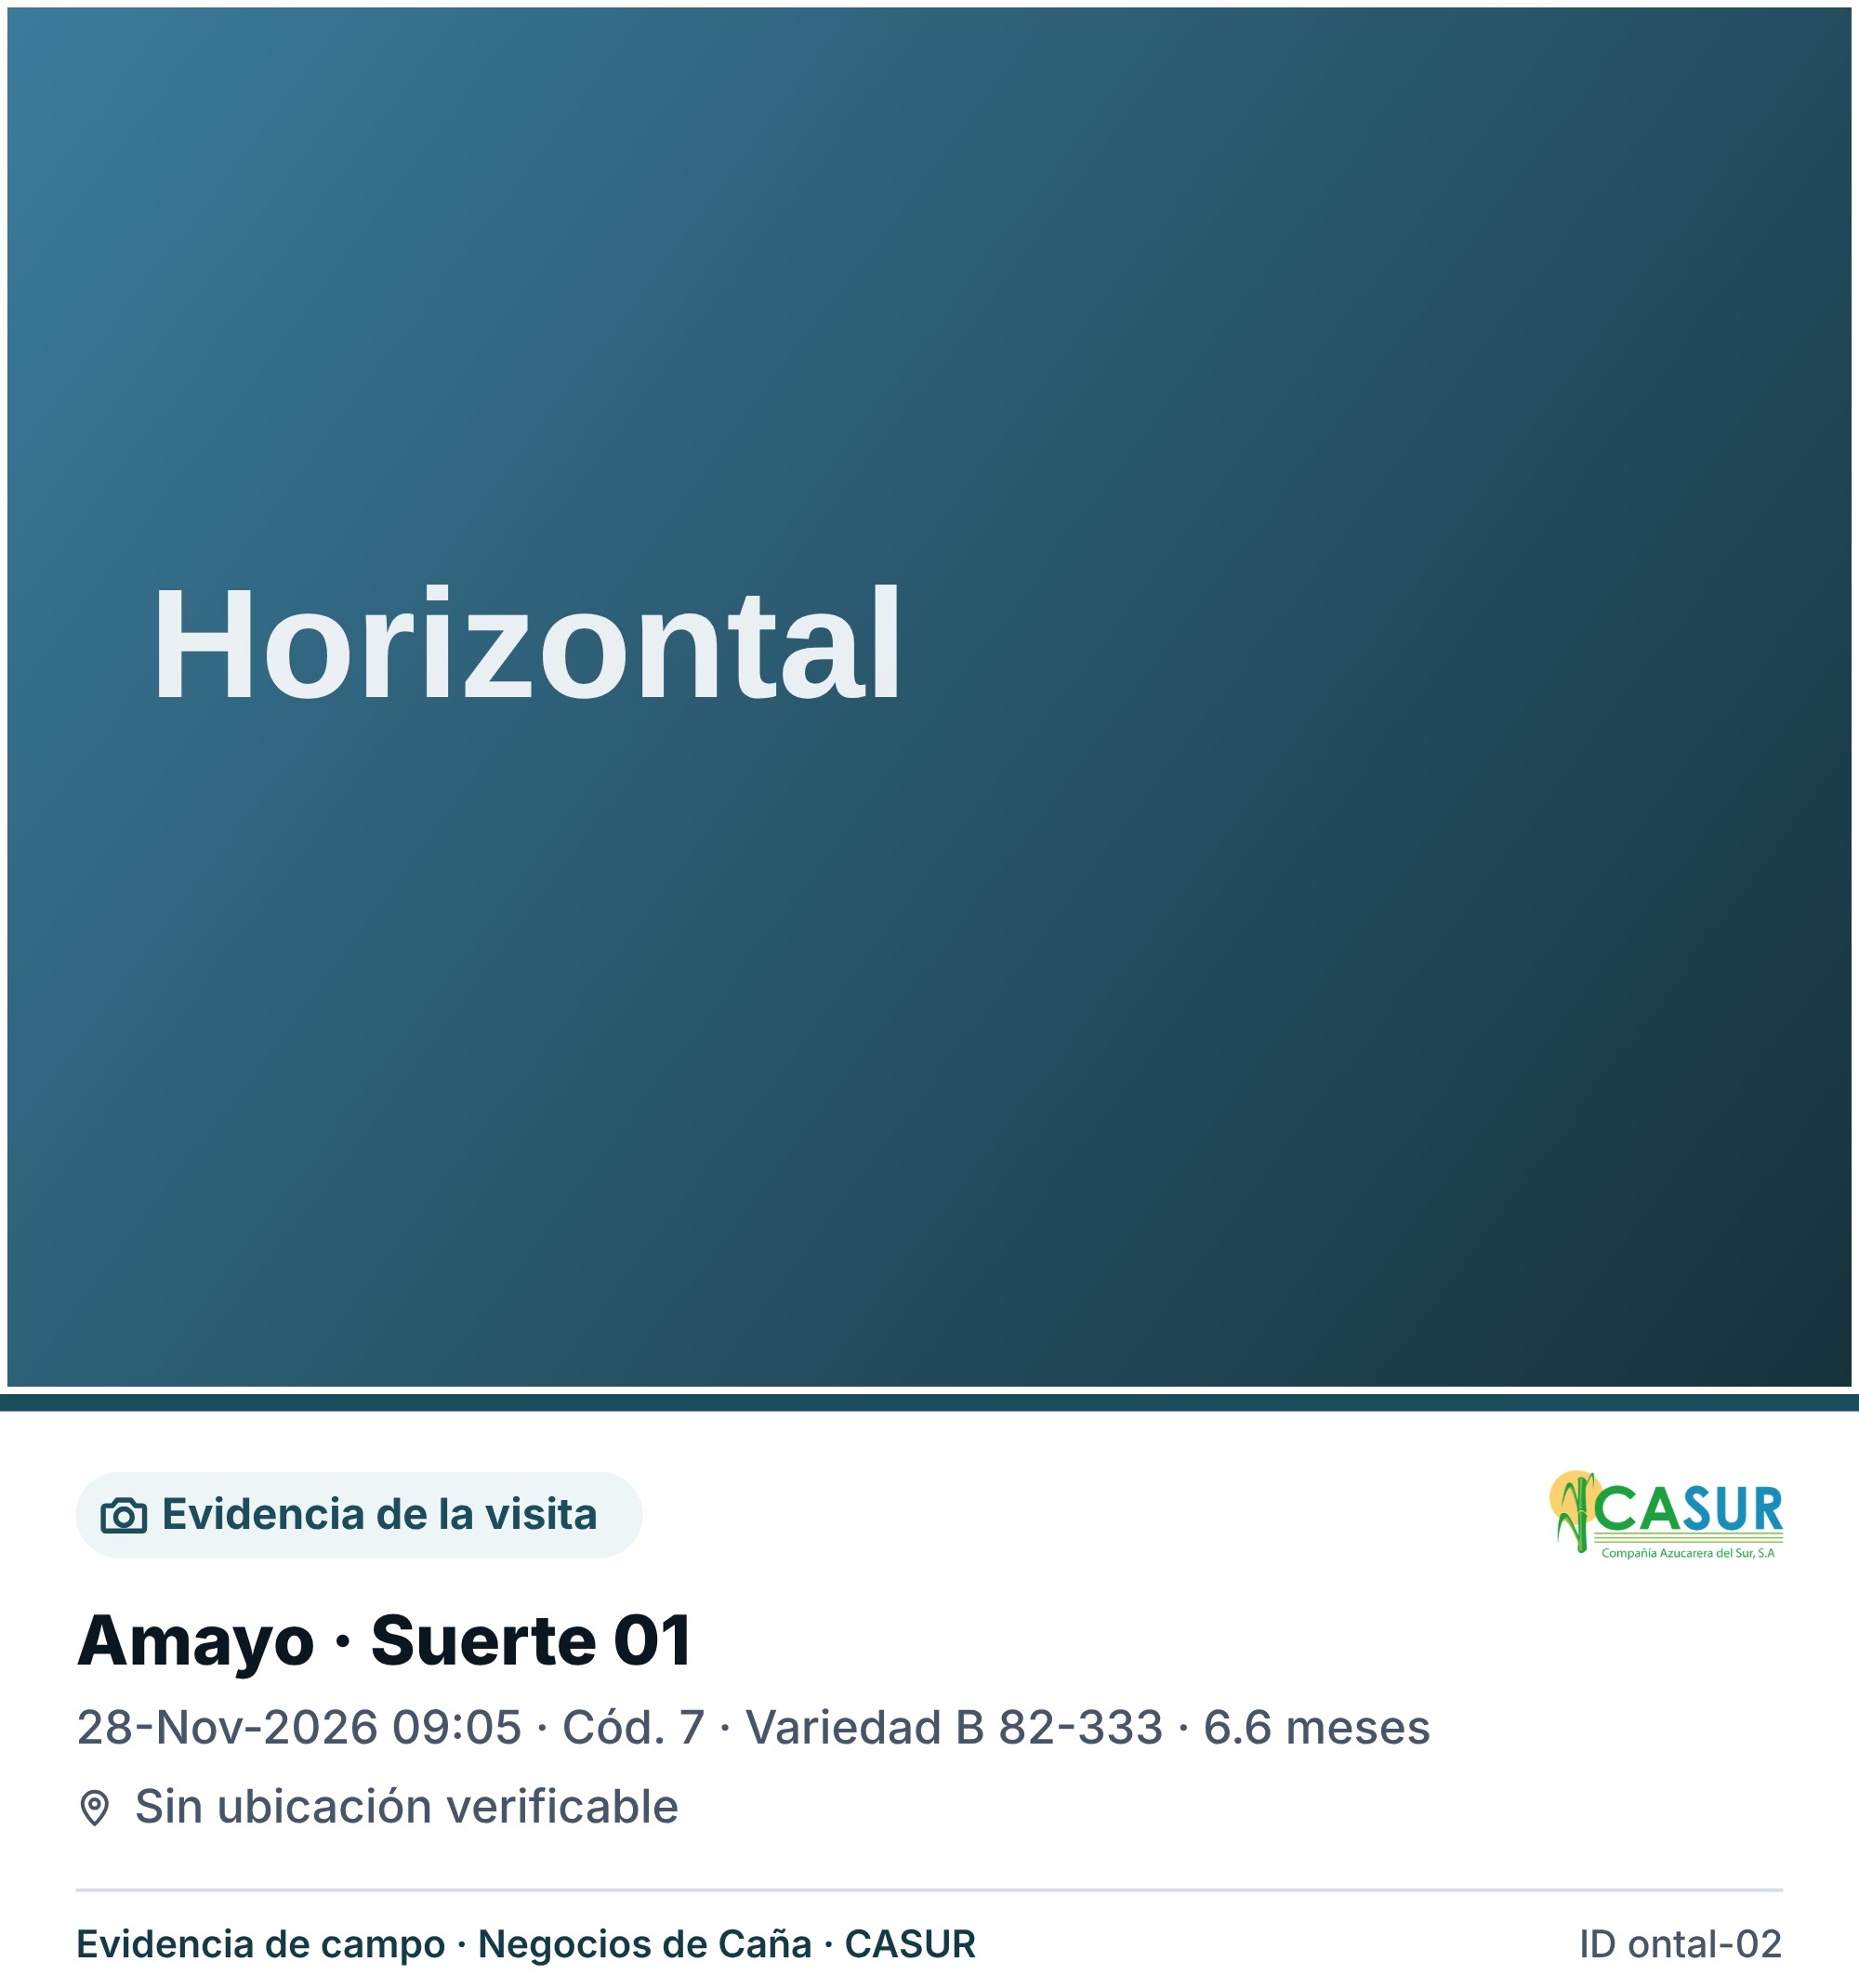 Horizontal
Evidencia de la visita
CASUR
Compañía Azucarera del Sur, S.A
Amayo · Suerte 01
28-Nov-2026 09:05 · Cód. 7 · Variedad B 82-333 · 6.6 meses
Sin ubicación verificable
Evidencia de campo · Negocios de Caña · CASUR
ID ontal-02